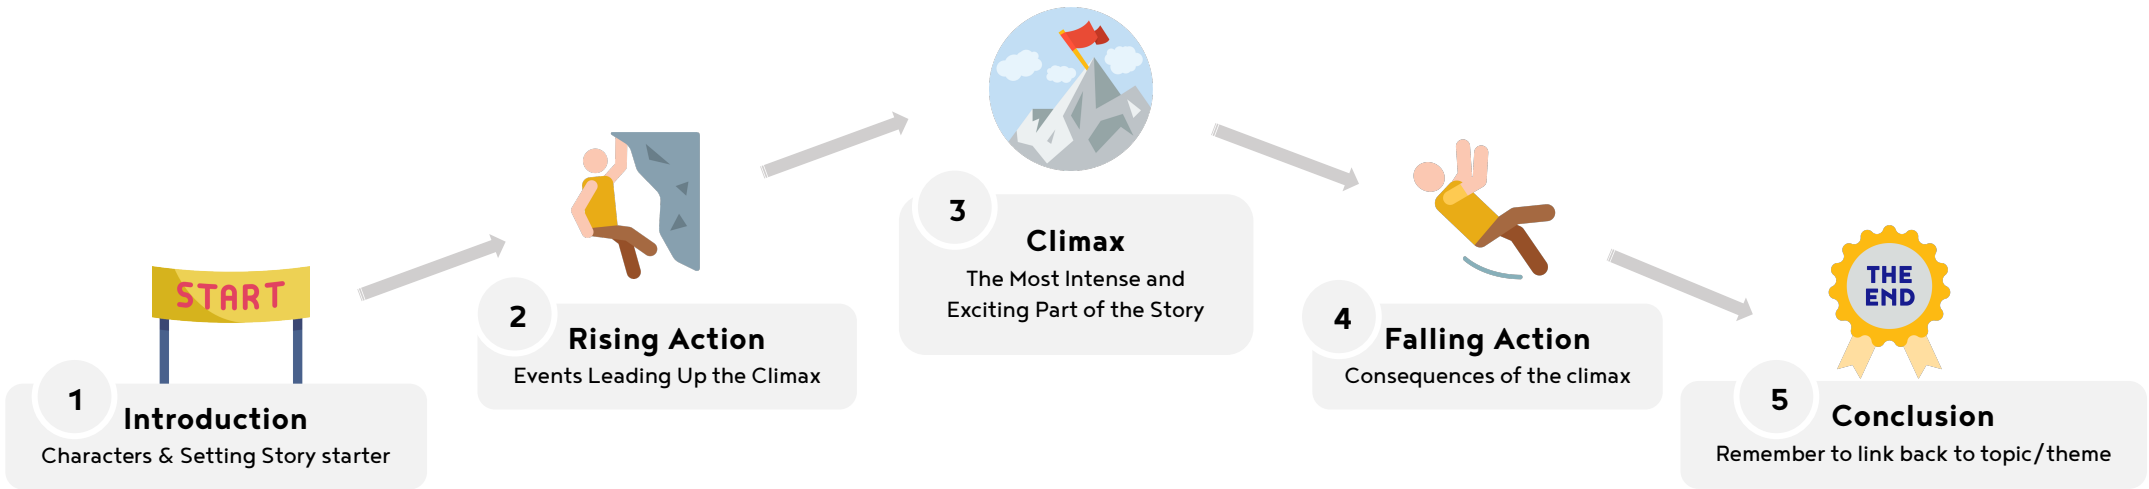 START
1
Introduction
Characters & Setting Story starter
2
Rising Action
Events Leading Up the Climax
3
Climax
The Most Intense and
Exciting Part of the Story
4
Falling Action
Consequences of the climax
THE
END
5
Conclusion
Remember to link back to topic/theme